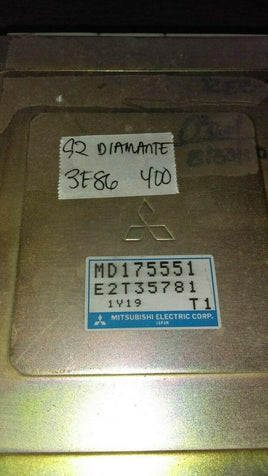 92 DIAMANTE
3E86 400
MD175551
E2T35781
1Y19 T1
MITSUBISHI ELECTRIC CORP.
JAPAN